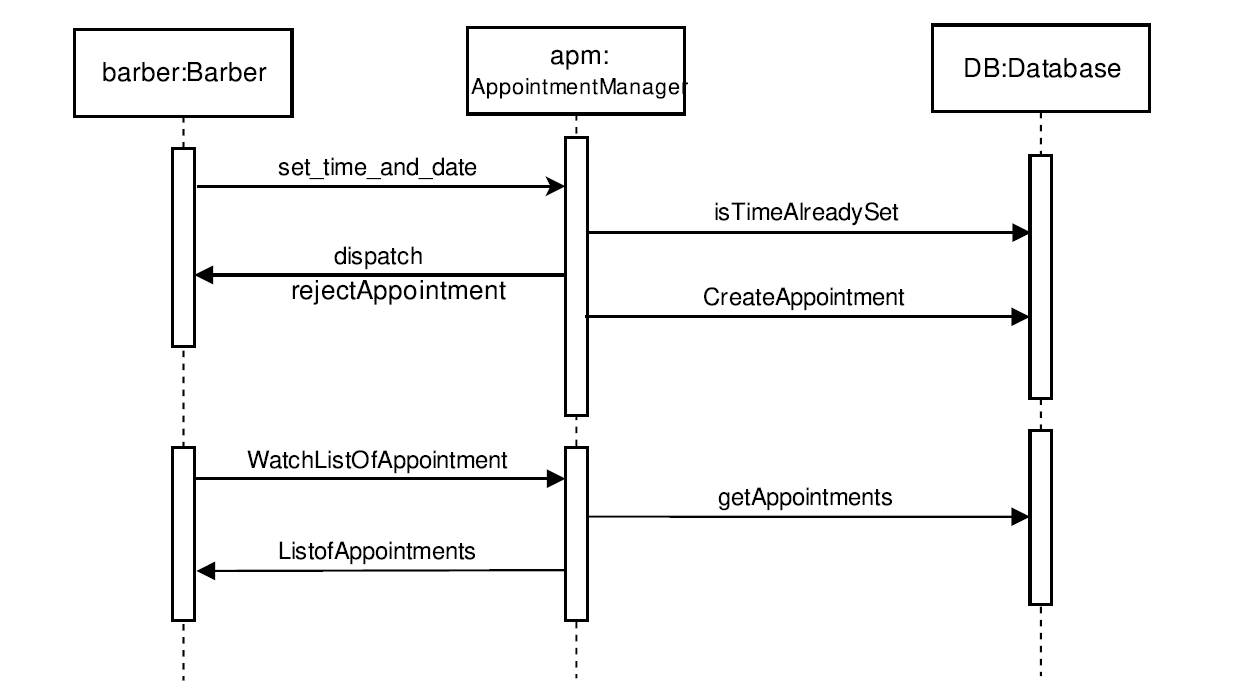 barber:Barber
apm:
AppointmentManager
DB:Database
set_time_and_date
isTimeAlreadySet
dispatch
rejectAppointment
CreateAppointment
WatchListOfAppointment
getAppointments
ListofAppointments